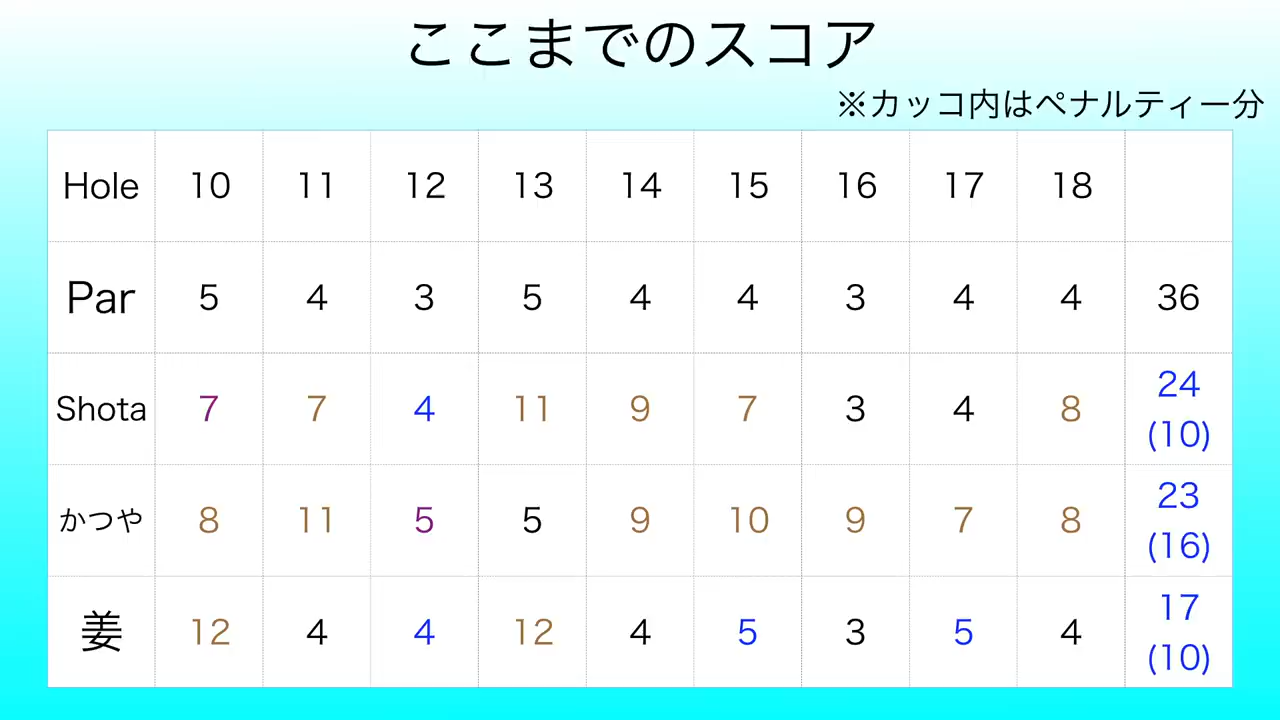 ここまでのスコア
※カッコ内はペナルティー分
Hole 10 11 12 13 14 15 16 17 18
Par 5 4 3 5 4 4 3 4 4 36
Shota 7 7 4 11 9 7 3 4 8 24 (10)
かつや 8 11 5 5 9 10 9 7 8 23 (16)
姜 12 4 4 12 4 5 3 5 4 17 (10)